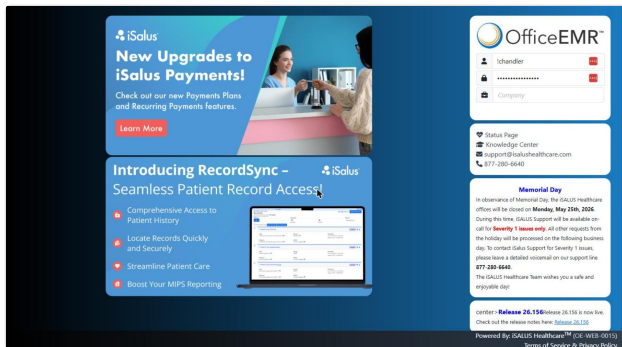 iSalus
New Upgrades to
iSalus Payments!
Check out our new Payments Plans
and Recurring Payments features.
Learn More
Introducing RecordSync –
iSalus
Seamless Patient Record Access!
Comprehensive Access to
Patient History
Locate Records Quickly
and Securely
Streamline Patient Care
Boost Your MIPS Reporting
OfficeEMR™
!chandler
Company
Status Page
Knowledge Center
support@isalushealthcare.com
877-280-6640
Memorial Day
In observance of Memorial Day, the iSALUS Healthcare
offices will be closed on Monday, May 25th, 2026.
During this time, iSALUS Support will be available on-
call for Severity 1 issues only. All other requests from
the holiday will be processed on the following business
day. To contact iSalus Support for Severity 1 issues,
please leave a detailed voicemail on our support line
877-280-6640.
The iSALUS Healthcare Team wishes you a safe and
enjoyable day!
center>Release 26.156Release 26.156 is now live.
Check out the release notes here: Release 26.156
Powered By: iSALUS Healthcare™ (OE-WEB-0015)
Terms of Service & Privacy Policy